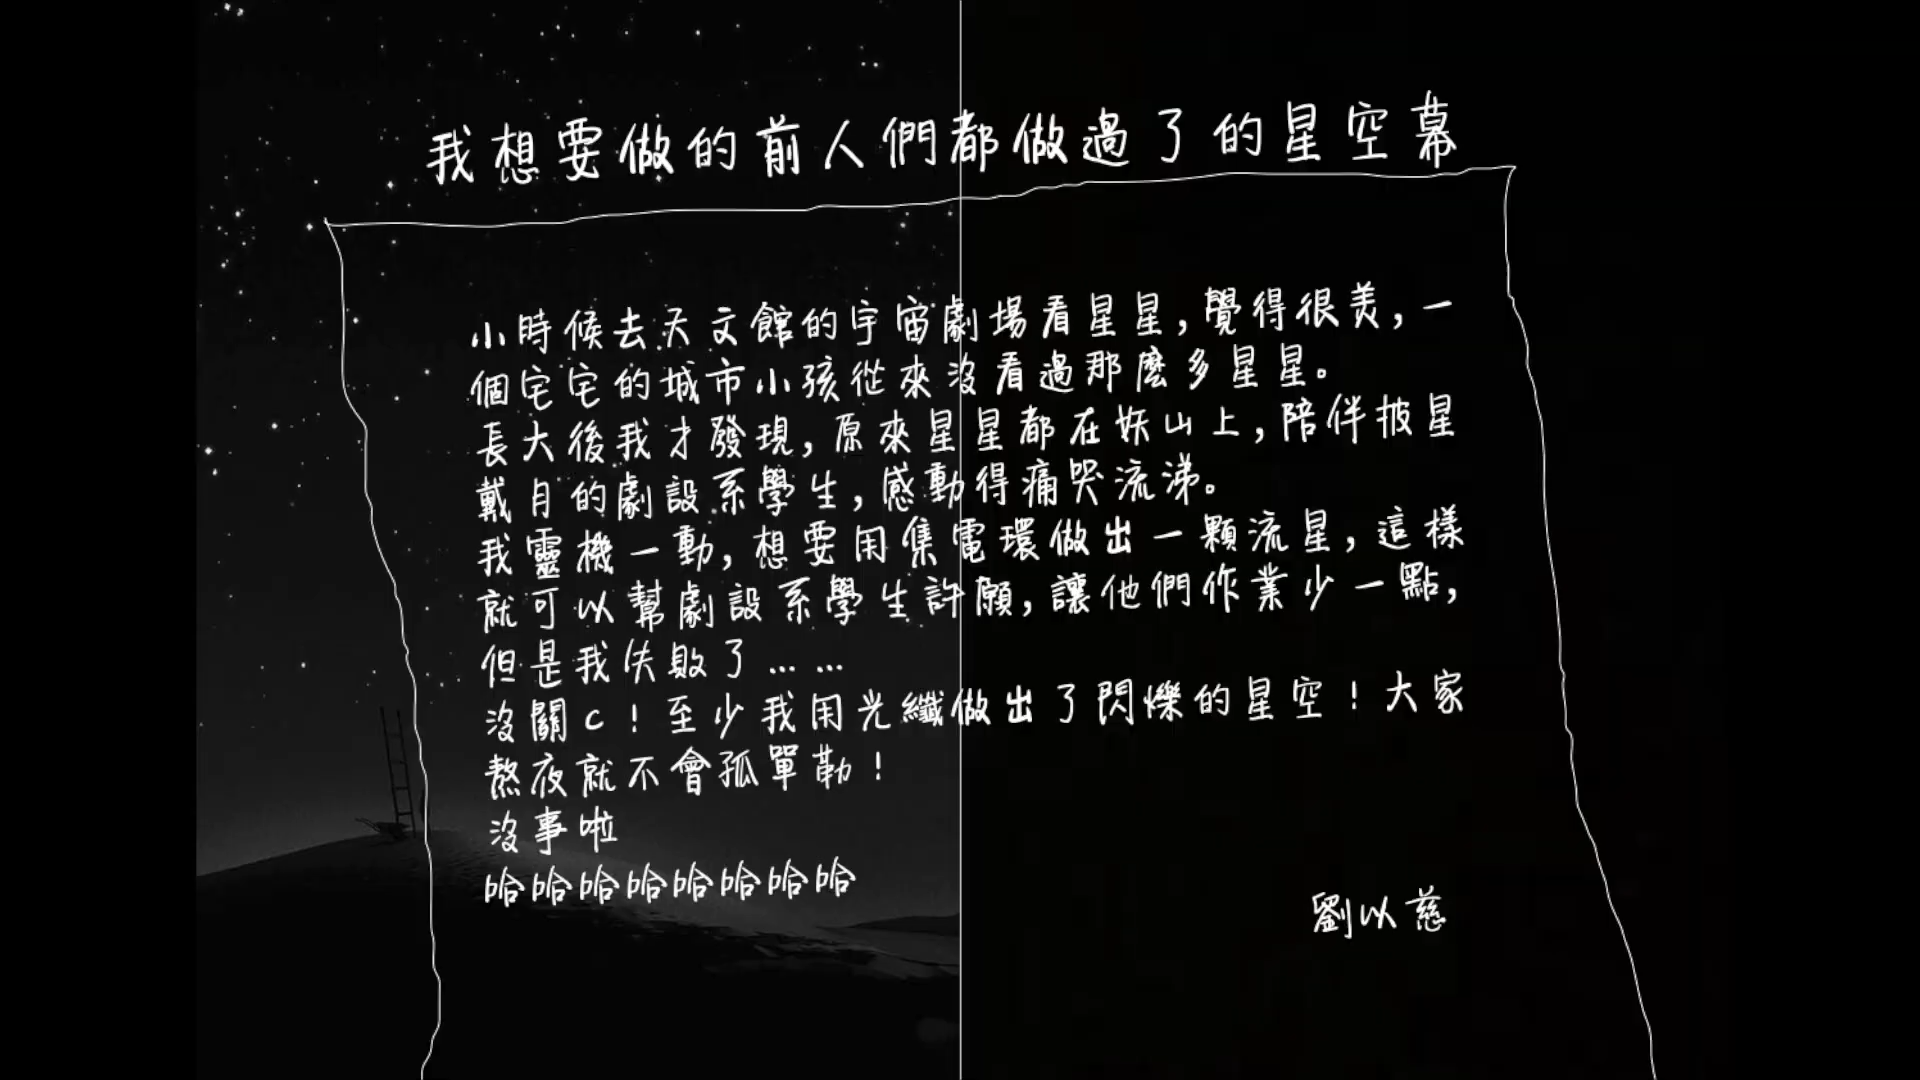 我想要做的前人們都做過了的星空幕
小時候去天文館的宇宙劇場看星星,覺得很美,一
個宅宅的城市小孩從來沒看過那麼多星星。
長大後我才發現,原來星星都在妖山上,陪伴披星
戴月的劇設系學生,感動得痛哭流涕。
我靈機一動,想要用集電環做出一顆流星,這樣
就可以幫劇設系學生許願,讓他們作業少一點,
但是我失敗了……
沒關c!至少我用光纖做出了閃爍的星空!大家
熬夜就不會孤單勒!
沒事啦
哈哈哈哈哈哈哈哈
劉以慈